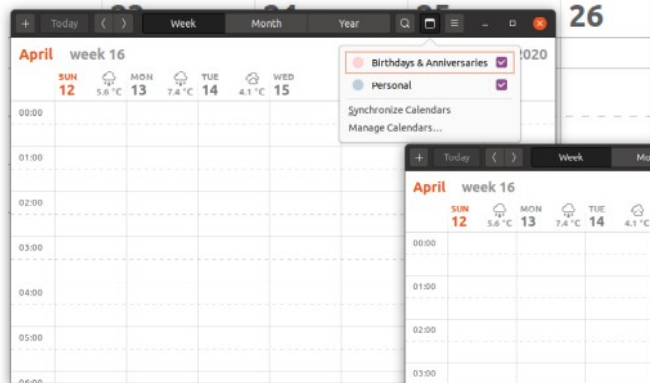 26
+ Today Week Month Year
April week 16
2020
SUN MON TUE WED
12 5.6 °C 13 7.4 °C 14 4.1 °C 15
Birthdays & Anniversaries
Personal
Synchronize Calendars
Manage Calendars...
00:00
01:00
02:00
03:00
04:00
05:00
+ Today Week Mo
April week 16
SUN MON TUE
12 5.6 °C 13 7.4 °C 14 4.1 °C
00:00
01:00
02:00
03:00